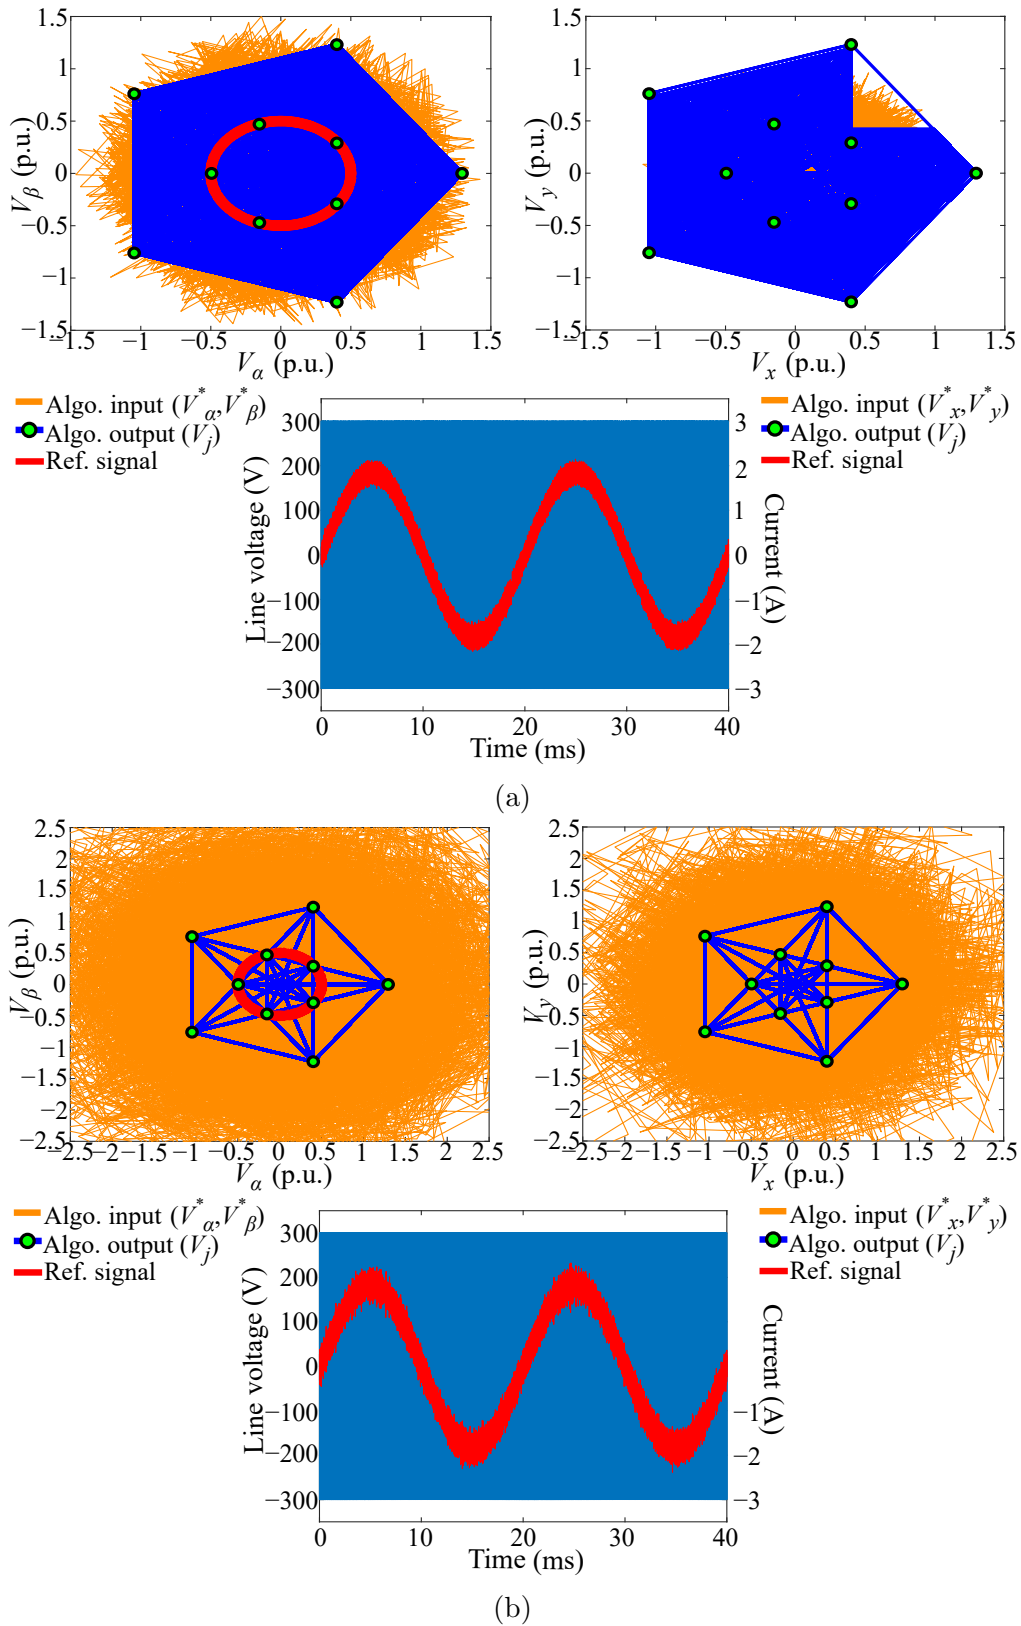 1.5
1
0.5
0
−0.5
−1
−1.5
V_β (p.u.)
−1 −0.5 0 0.5 1 1.5
V_α (p.u.)
1.5
1
0.5
0
−0.5
−1
−1.5
V_y (p.u.)
−1 −0.5 0 0.5 1 1.5
V_x (p.u.)
Algo. input (V*_α,V*_β)
Algo. output (V_j)
Ref. signal
Algo. input (V*_x,V*_y)
Algo. output (V_j)
Ref. signal
300
200
100
0
−100
−200
−300
Line voltage (V)
3
2
1
0
−1
−2
−3
Current (A)
0 10 20 30 40
Time (ms)
(a)
2.5
2
1.5
1
0.5
0
−0.5
−1
−1.5
−2
−2.5
V_β (p.u.)
−2.5 −1.5 −1 −0.5 0 0.5 1 1.5 2.5
V_α (p.u.)
2.5
2
1.5
1
0.5
0
−0.5
−1
−1.5
−2
−2.5
V_y (p.u.)
−2.5 −1.5 −1 −0.5 0 0.5 1 1.5 2.5
V_x (p.u.)
Algo. input (V*_α,V*_β)
Algo. output (V_j)
Ref. signal
Algo. input (V*_x,V*_y)
Algo. output (V_j)
Ref. signal
300
200
100
0
−100
−200
−300
Line voltage (V)
−1
−2
−3
Current (A)
0 10 20 30 40
Time (ms)
(b)